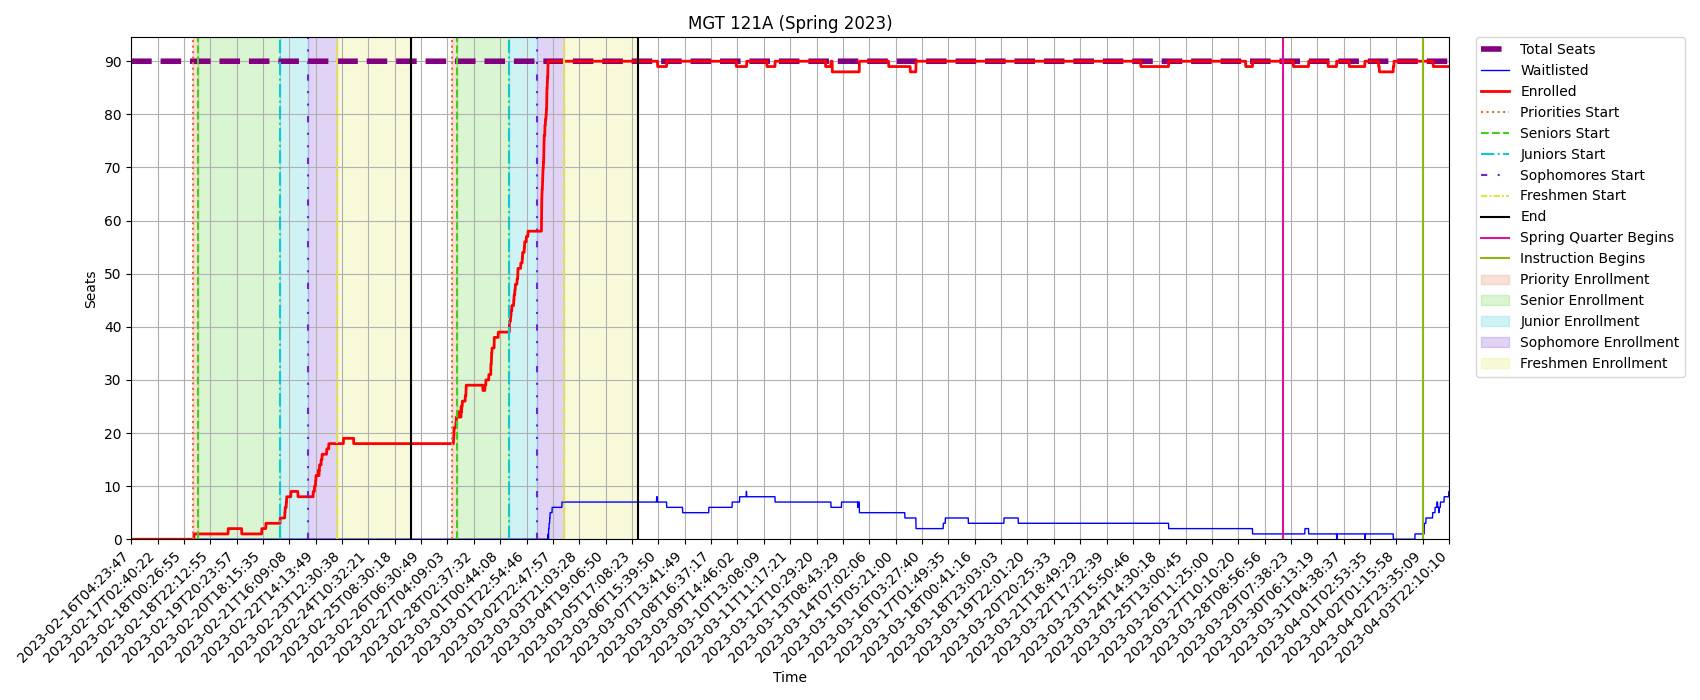 MGT 121A (Spring 2023)
Seats
90
80
70
60
50
40
30
20
10
0
2023-02-16T04:23:47
2023-02-17T02:40:22
2023-02-18T00:26:55
2023-02-18T22:12:55
2023-02-19T20:23:57
2023-02-20T18:15:39
2023-02-21T16:09:08
2023-02-22T14:13:49
2023-02-23T12:30:38
2023-02-24T10:32:21
2023-02-25T08:30:18
2023-02-26T06:30:49
2023-02-27T04:09:03
2023-02-28T02:37:32
2023-03-01T00:44:08
2023-03-01T22:54:46
2023-03-02T22:47:57
2023-03-03T21:03:28
2023-03-04T19:06:50
2023-03-05T17:08:23
2023-03-06T15:39:50
2023-03-07T13:41:49
2023-03-08T16:37:17
2023-03-09T14:46:02
2023-03-10T13:08:09
2023-03-11T11:17:21
2023-03-12T10:29:20
2023-03-13T08:43:29
2023-03-14T07:02:06
2023-03-15T05:21:00
2023-03-16T03:27:40
2023-03-17T01:49:35
2023-03-18T00:41:16
2023-03-18T23:03:03
2023-03-19T22:01:20
2023-03-20T20:25:33
2023-03-21T18:49:29
2023-03-22T17:22:39
2023-03-23T15:50:46
2023-03-24T14:30:18
2023-03-25T13:00:45
2023-03-26T11:25:00
2023-03-27T10:10:20
2023-03-28T08:56:56
2023-03-29T07:38:23
2023-03-30T06:13:19
2023-03-31T04:38:37
2023-04-01T02:53:35
2023-04-02T01:15:58
2023-04-02T23:35:09
2023-04-03T22:10:10
Time
Total Seats
Waitlisted
Enrolled
Priorities Start
Seniors Start
Juniors Start
Sophomores Start
Freshmen Start
End
Spring Quarter Begins
Instruction Begins
Priority Enrollment
Senior Enrollment
Junior Enrollment
Sophomore Enrollment
Freshmen Enrollment